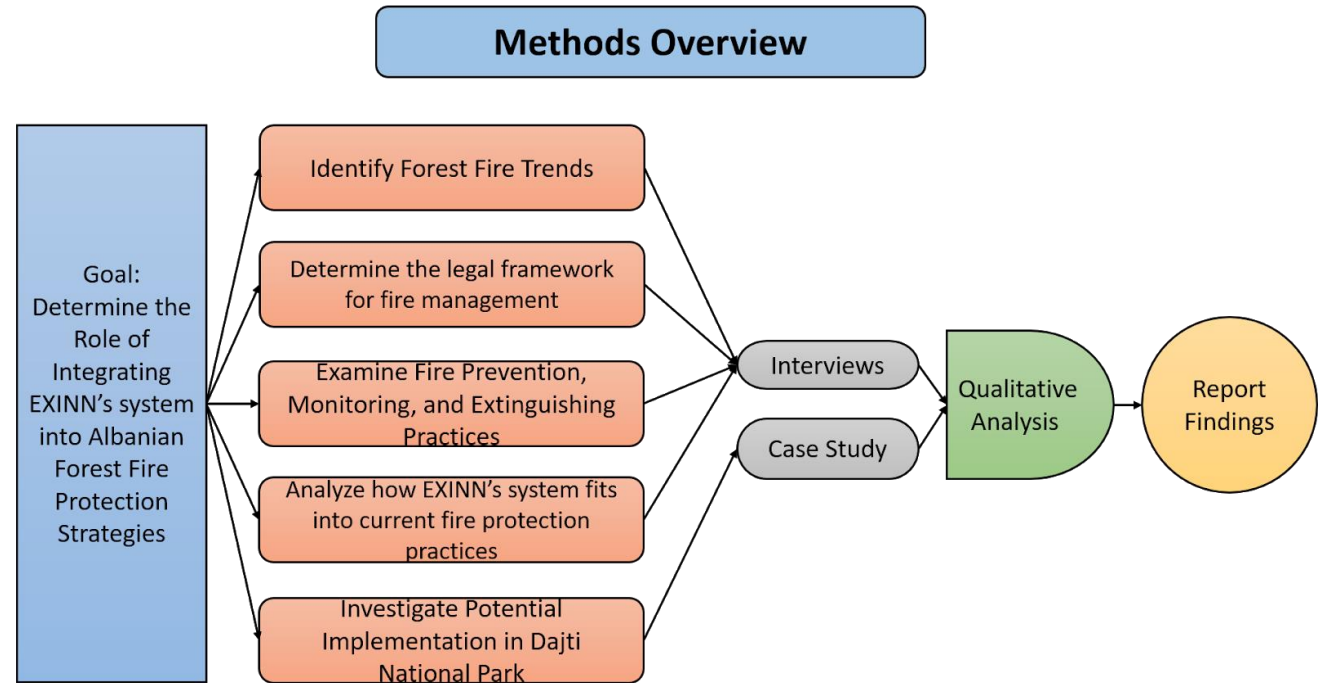 Methods Overview
Goal:
Determine the
Role of
Integrating
EXINN’s system
into Albanian
Forest Fire
Protection
Strategies
Identify Forest Fire Trends
Determine the legal framework
for fire management
Examine Fire Prevention,
Monitoring, and Extinguishing
Practices
Analyze how EXINN’s system fits
into current fire protection
practices
Investigate Potential
Implementation in Dajti
National Park
Interviews
Case Study
Qualitative
Analysis
Report
Findings